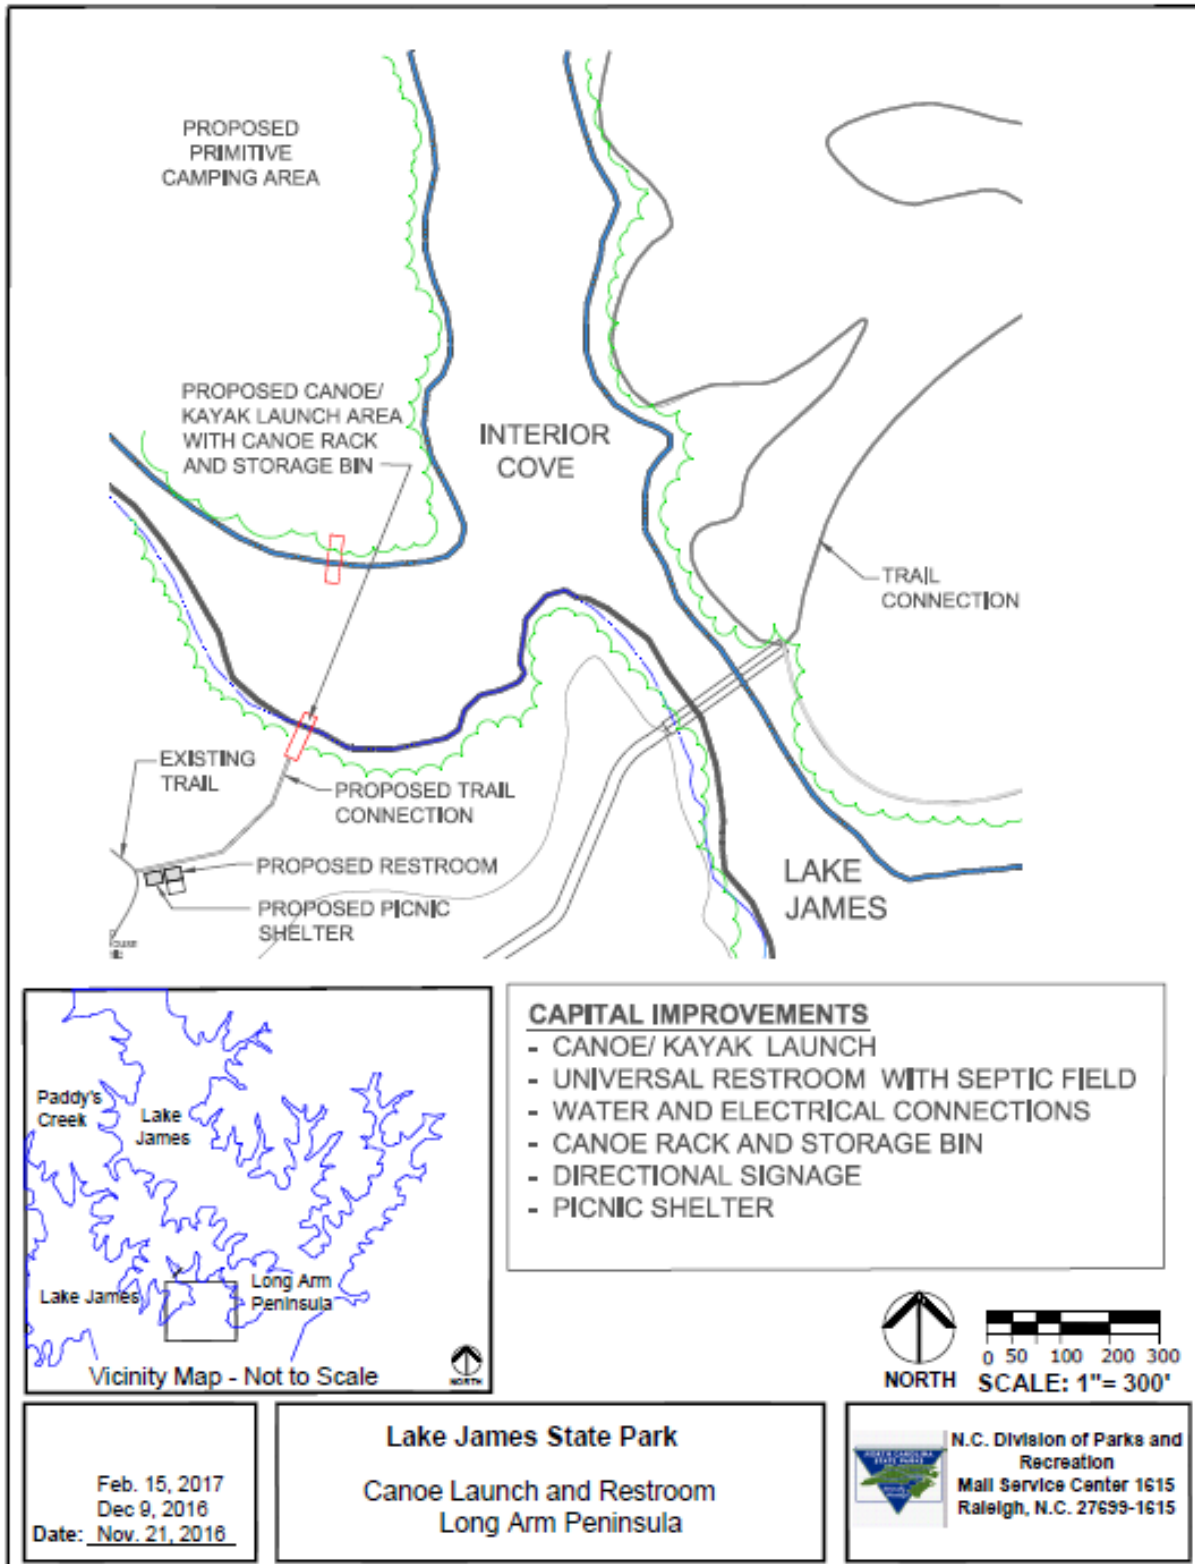 PROPOSED
PRIMITIVE
CAMPING AREA
PROPOSED CANOE/
KAYAK LAUNCH AREA
WITH CANOE RACK
AND STORAGE BIN
INTERIOR
COVE
TRAIL
CONNECTION
EXISTING
TRAIL
PROPOSED TRAIL
CONNECTION
PROPOSED RESTROOM
PROPOSED PICNIC
SHELTER
LAKE
JAMES
CAPITAL IMPROVEMENTS
- CANOE/ KAYAK LAUNCH
- UNIVERSAL RESTROOM WITH SEPTIC FIELD
- WATER AND ELECTRICAL CONNECTIONS
- CANOE RACK AND STORAGE BIN
- DIRECTIONAL SIGNAGE
- PICNIC SHELTER
Paddy's
Creek
Lake
James
Lake James
Long Arm
Peninsula
Vicinity Map - Not to Scale
NORTH
NORTH
0 50 100 200 300
SCALE: 1"= 300'
Feb. 15, 2017
Dec 9, 2016
Date: Nov. 21, 2016
Lake James State Park
Canoe Launch and Restroom
Long Arm Peninsula
NORTH CAROLINA
STATE PARKS
N.C. Division of Parks and
Recreation
Mail Service Center 1615
Raleigh, N.C. 27699-1615